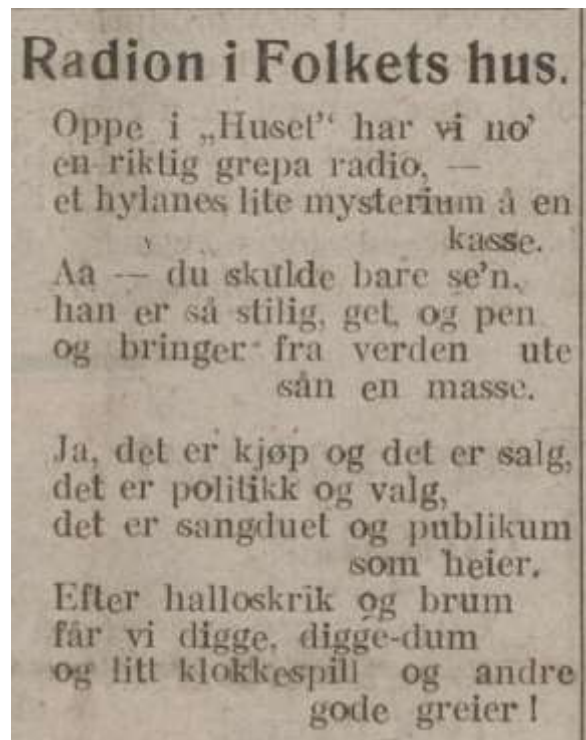 Radion i Folkets hus.
Oppe i „Huset“ har vi no'
en riktig grepa radio, —
et hylanes lite mysterium å en
kasse.
Aa — du skulde bare se'n,
han er så stilig, get, og pen
og bringer fra verden ute
sån en masse.
Ja, det er kjøp og det er salg,
det er politikk og valg,
det er sangduet og publikum
som heier.
Efter halloskrik og brum
får vi digge, digge-dum
og litt klokkespill og andre
gode greier!